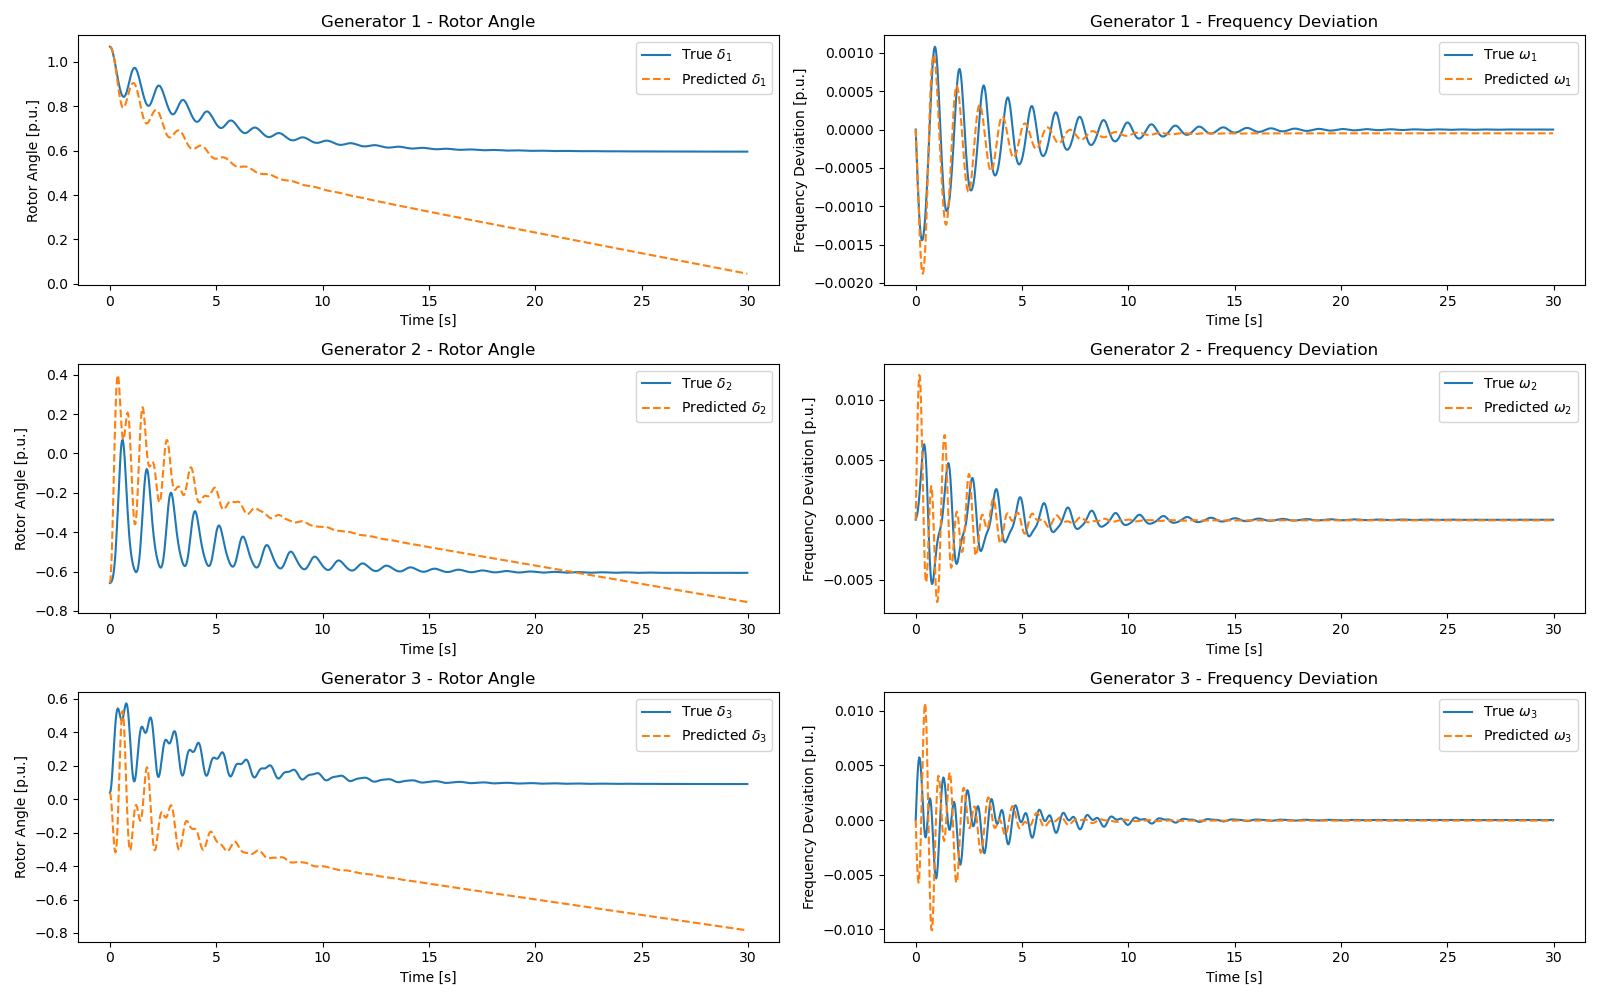 Generator 1 - Rotor Angle
Rotor Angle [p.u.]
1.0
0.8
0.6
0.4
0.2
0.0
True δ₁
Predicted δ₁
0 5 10 15 20 25 30
Time [s]
Generator 1 - Frequency Deviation
Frequency Deviation [p.u.]
0.0010
0.0005
0.0000
−0.0005
−0.0010
−0.0015
−0.0020
True ω₁
Predicted ω₁
0 5 10 15 20 25 30
Time [s]
Generator 2 - Rotor Angle
Rotor Angle [p.u.]
0.4
0.2
0.0
−0.2
−0.4
−0.6
−0.8
True δ₂
Predicted δ₂
0 5 10 15 20 25 30
Time [s]
Generator 2 - Frequency Deviation
Frequency Deviation [p.u.]
0.010
0.005
0.000
−0.005
True ω₂
Predicted ω₂
0 5 10 15 20 25 30
Time [s]
Generator 3 - Rotor Angle
Rotor Angle [p.u.]
0.6
0.4
0.2
0.0
−0.2
−0.4
−0.6
−0.8
True δ₃
Predicted δ₃
0 5 10 15 20 25 30
Time [s]
Generator 3 - Frequency Deviation
Frequency Deviation [p.u.]
0.010
0.005
0.000
−0.005
−0.010
True ω₃
Predicted ω₃
0 5 10 15 20 25 30
Time [s]